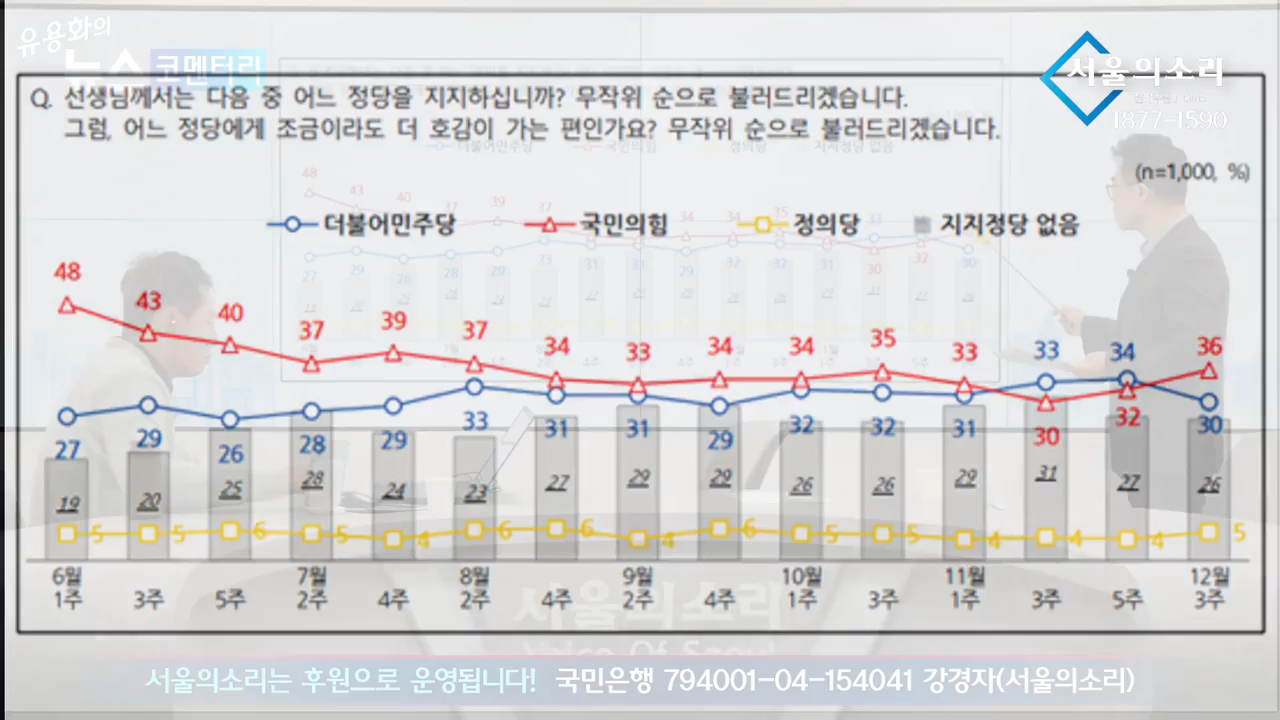 유용화의
뉴스 코멘터리
서울의소리
1877-1590
Q. 선생님께서는 다음 중 어느 정당을 지지하십니까? 무작위 순으로 불러드리겠습니다.
그럼, 어느 정당에게 조금이라도 더 호감이 가는 편인가요? 무작위 순으로 불러드리겠습니다.
(n=1,000, %)
더불어민주당 국민의힘 정의당 지지정당 없음
48 43 40 37 39 37 34 33 34 34 35 33 33 34 36
27 29 26 28 29 33 31 31 29 32 32 31 30 32 30
19 20 25 28 24 23 27 29 29 26 26 29 31 27 26
5 5 6 5 4 6 6 4 6 5 5 4 4 4 5
6월 7월 8월 9월 10월 11월 12월
1주 3주 5주 2주 4주 2주 4주 2주 4주 1주 3주 1주 3주 5주 3주
서울의소리
Voice Of Seoul
서울의소리는 후원으로 운영됩니다! 국민은행 794001-04-154041 강경자(서울의소리)